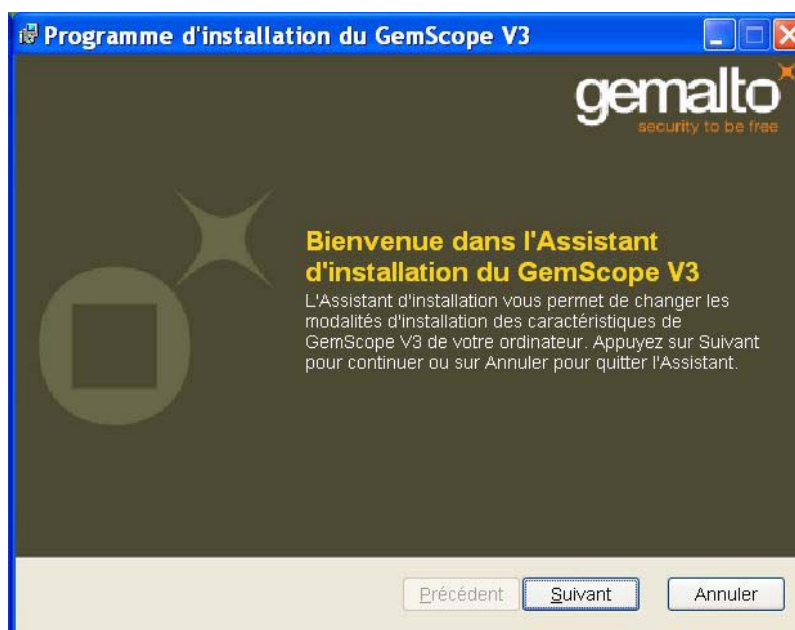 Programme d'installation du GemScope V3
gemalto
security to be free
Bienvenue dans l'Assistant
d'installation du GemScope V3
L'Assistant d'installation vous permet de changer les
modalités d'installation des caractéristiques de
GemScope V3 de votre ordinateur. Appuyez sur Suivant
pour continuer ou sur Annuler pour quitter l'Assistant.
Précédent Suivant Annuler